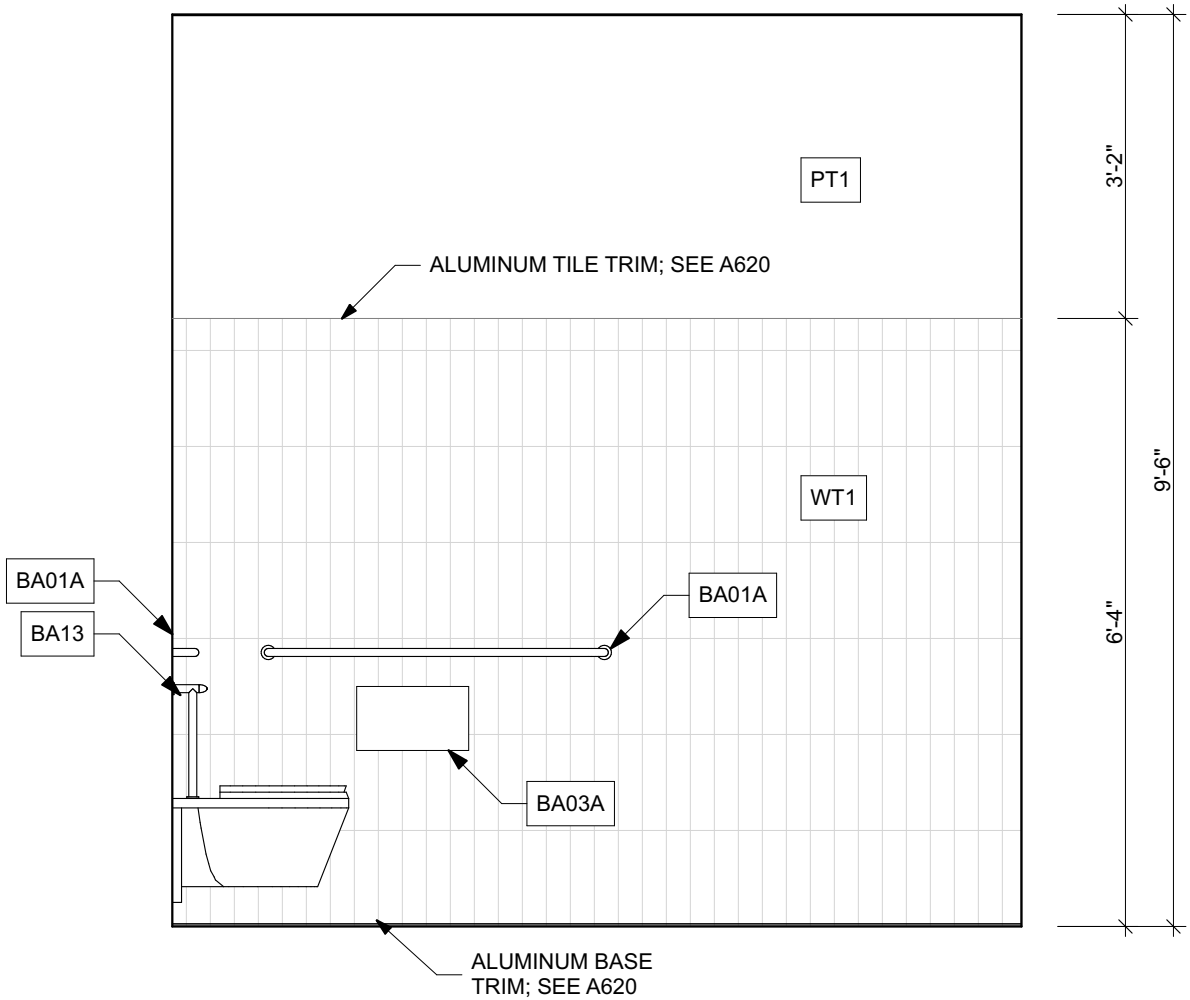 PT1
3'-2"
ALUMINUM TILE TRIM; SEE A620
9'-6"
WT1
BA01A
BA01A
BA13
6'-4"
BA03A
ALUMINUM BASE
TRIM; SEE A620